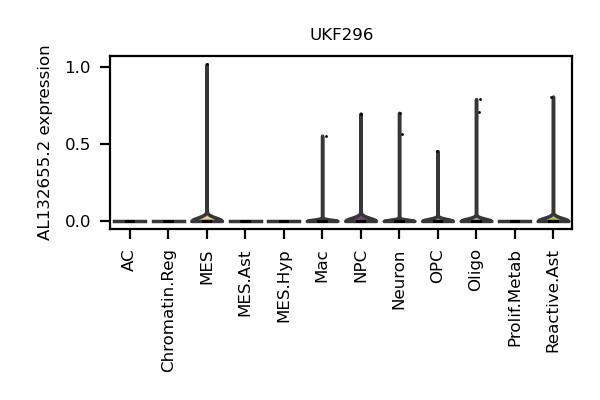 UKF296
AL132655.2 expression
1.0
0.5
0.0
AC
Chromatin.Reg
MES
MES.Ast
MES.Hyp
Mac
NPC
Neuron
OPC
Oligo
Prolif.Metab
Reactive.Ast